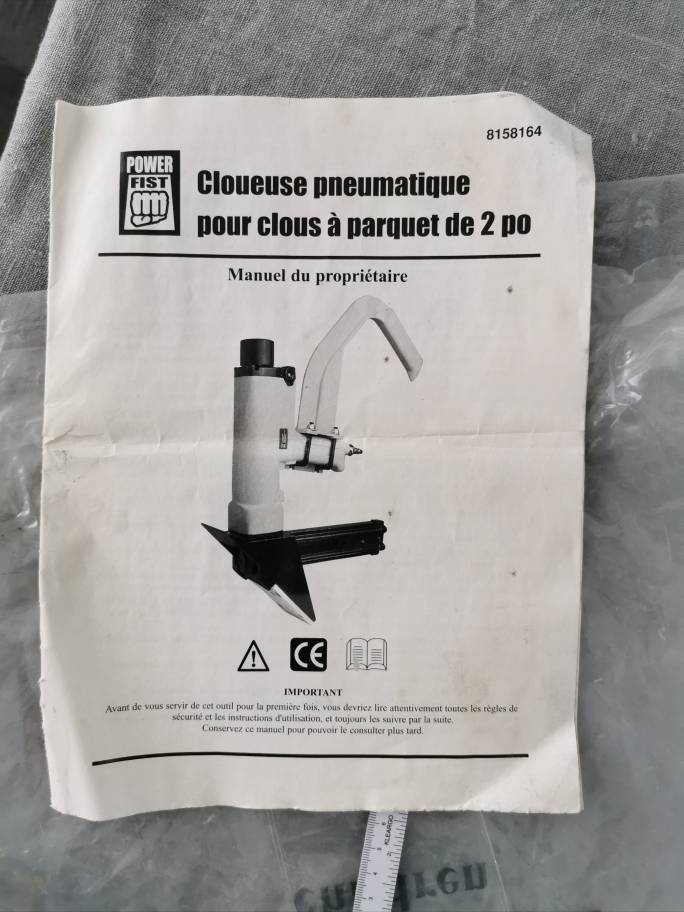 8158164
POWER
FIST
Cloueuse pneumatique
pour clous à parquet de 2 po
Manuel du propriétaire
CE
IMPORTANT
Avant de vous servir de cet outil pour la première fois, vous devriez lire attentivement toutes les règles de
sécurité et les instructions d'utilisation, et toujours les suivre par la suite.
Conservez ce manuel pour pouvoir le consulter plus tard.
KLEARGO